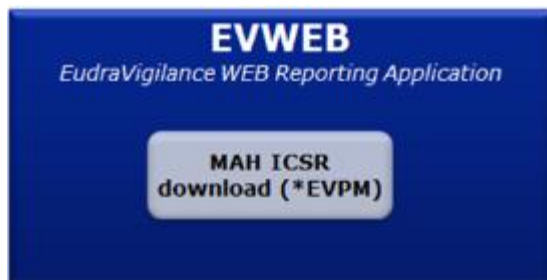 EVWEB
EudraVigilance WEB Reporting Application
MAH ICSR
download (*EVPM)